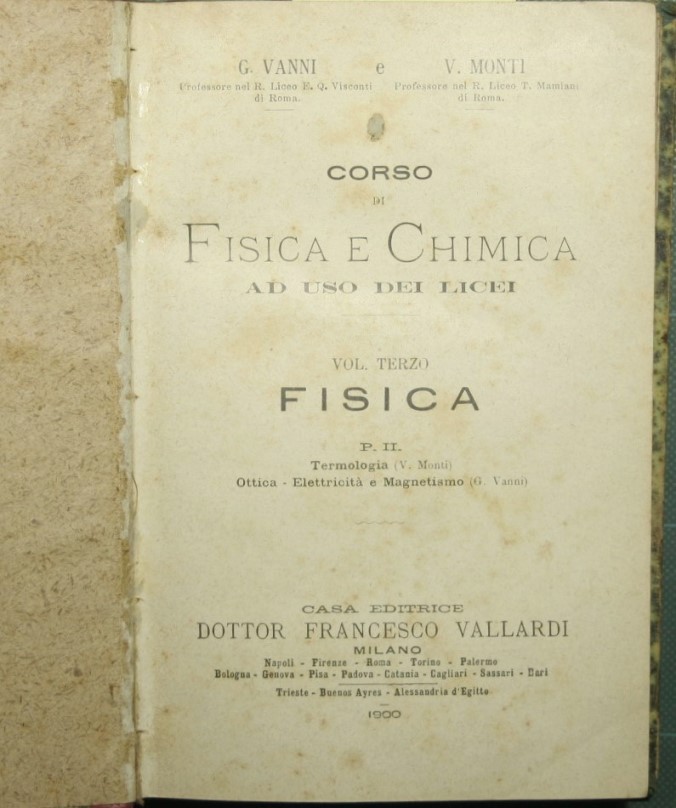 G. VANNI e V. MONTI
Professore nel R. Liceo E. Q. Visconti Professore nel R. Liceo T. Mamiani
di Roma. di Roma.
CORSO
DI
FISICA E CHIMICA
AD USO DEI LICEI
VOL. TERZO
FISICA
P. II.
Termologia (V. Monti)
Ottica - Elettricità e Magnetismo (G. Vanni)
CASA EDITRICE
DOTTOR FRANCESCO VALLARDI
MILANO
Napoli - Firenze - Roma - Torino - Palermo
Bologna - Genova - Pisa - Padova - Catania - Cagliari - Sassari - Bari
Trieste - Buenos Ayres - Alessandria d'Egitto
1900